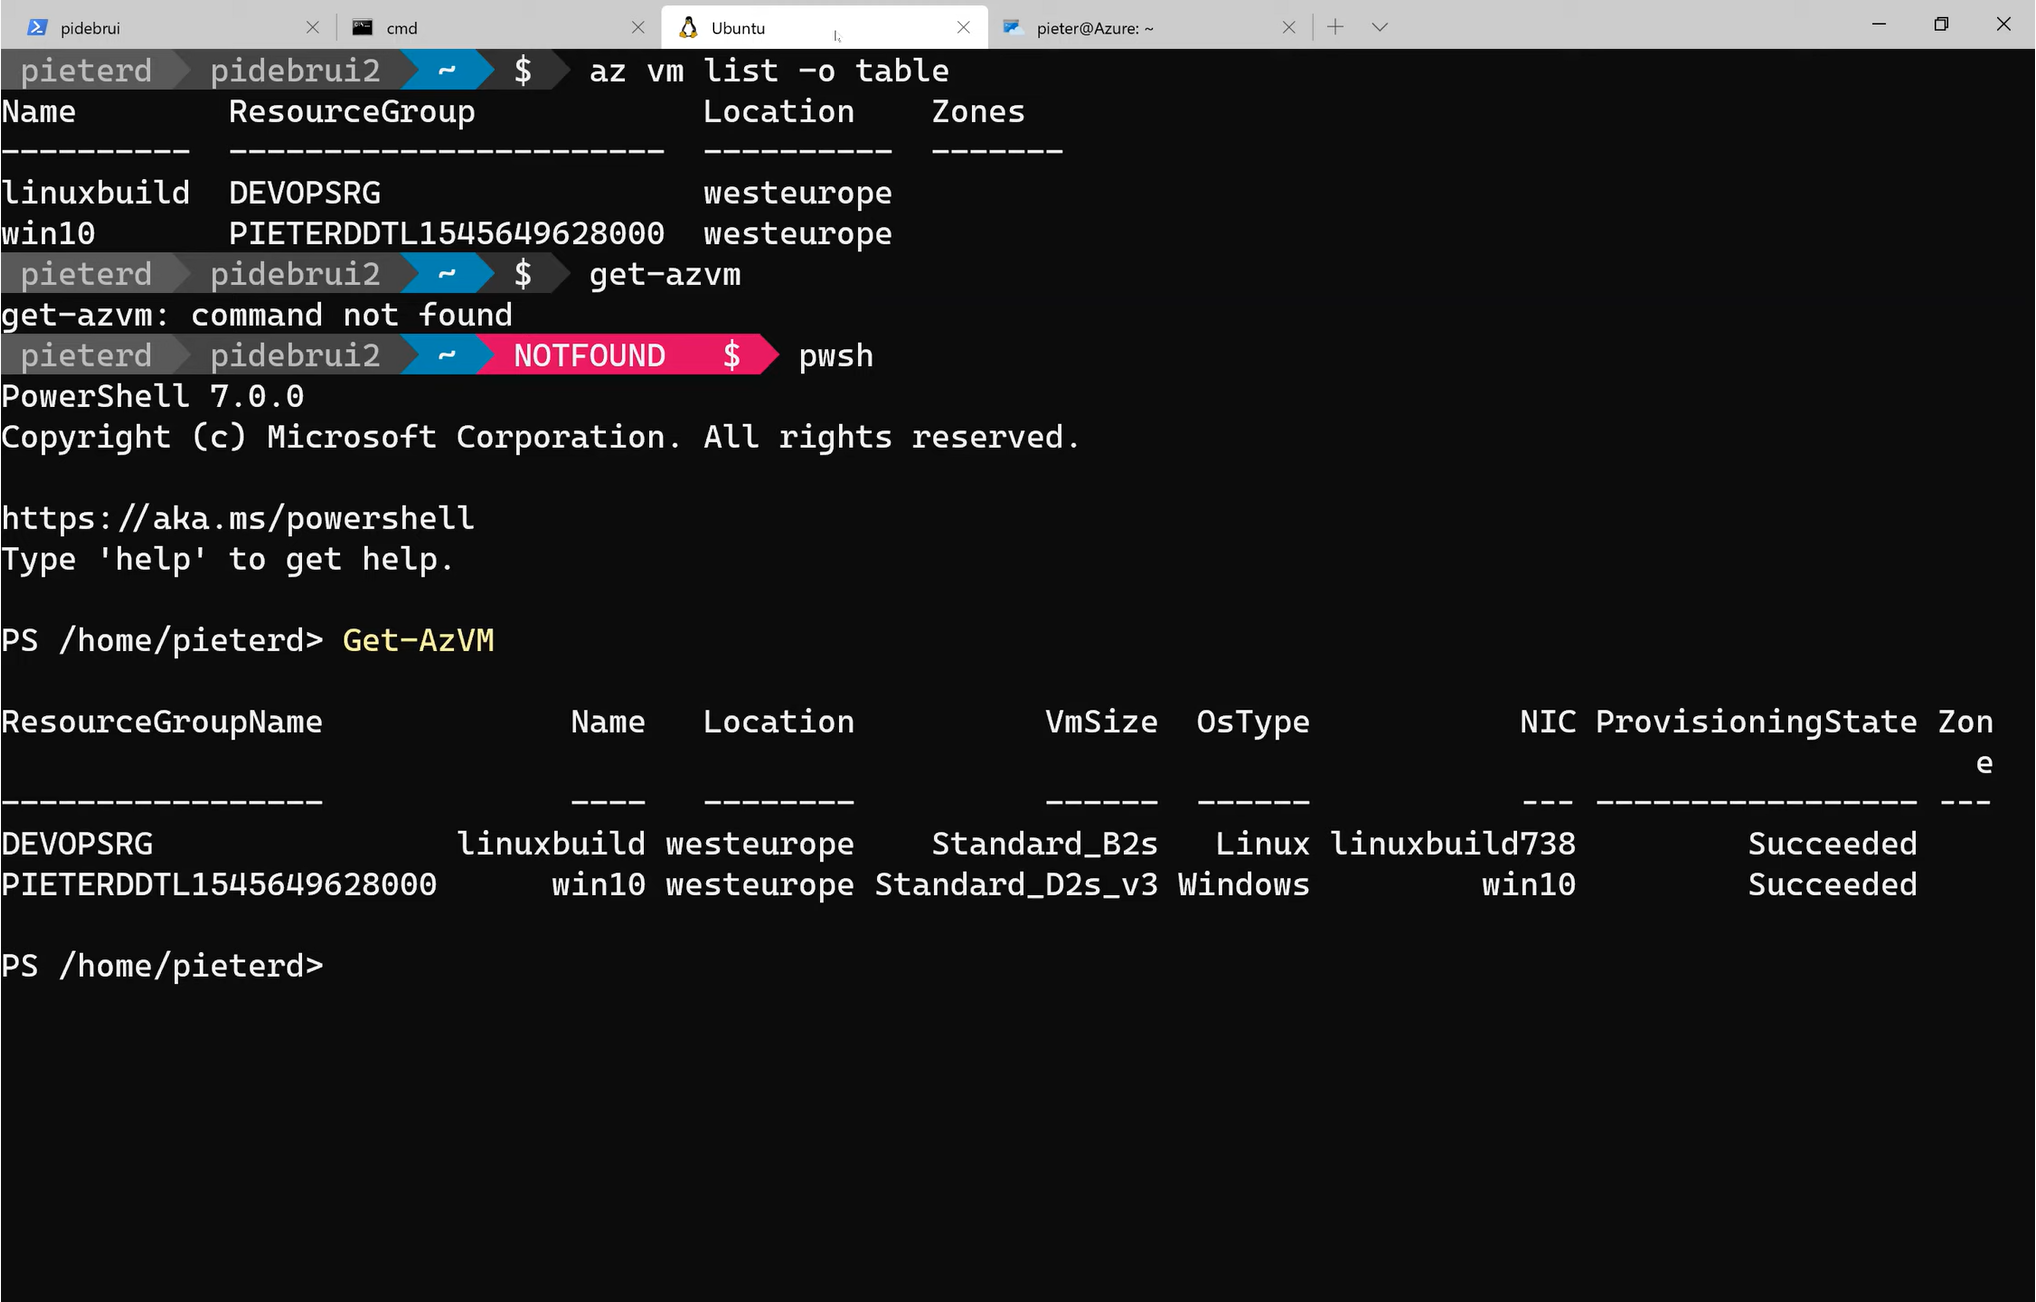 pidebrui cmd Ubuntu pieter@Azure: ~
pieterd pidebrui2 ~ $ az vm list -o table
Name ResourceGroup Location Zones
---------- ----------------------- ---------- -------
linuxbuild DEVOPSRG westeurope
win10 PIETERDDTL1545649628000 westeurope
pieterd pidebrui2 ~ $ get-azvm
get-azvm: command not found
pieterd pidebrui2 ~ NOTFOUND $ pwsh
PowerShell 7.0.0
Copyright (c) Microsoft Corporation. All rights reserved.
https://aka.ms/powershell
Type 'help' to get help.
PS /home/pieterd> Get-AzVM
ResourceGroupName Name Location VmSize OsType NIC ProvisioningState Zon
e
----------------- ---- -------- ------ ------ --- ----------------- ---
DEVOPSRG linuxbuild westeurope Standard_B2s Linux linuxbuild738 Succeeded
PIETERDDTL1545649628000 win10 westeurope Standard_D2s_v3 Windows win10 Succeeded
PS /home/pieterd>